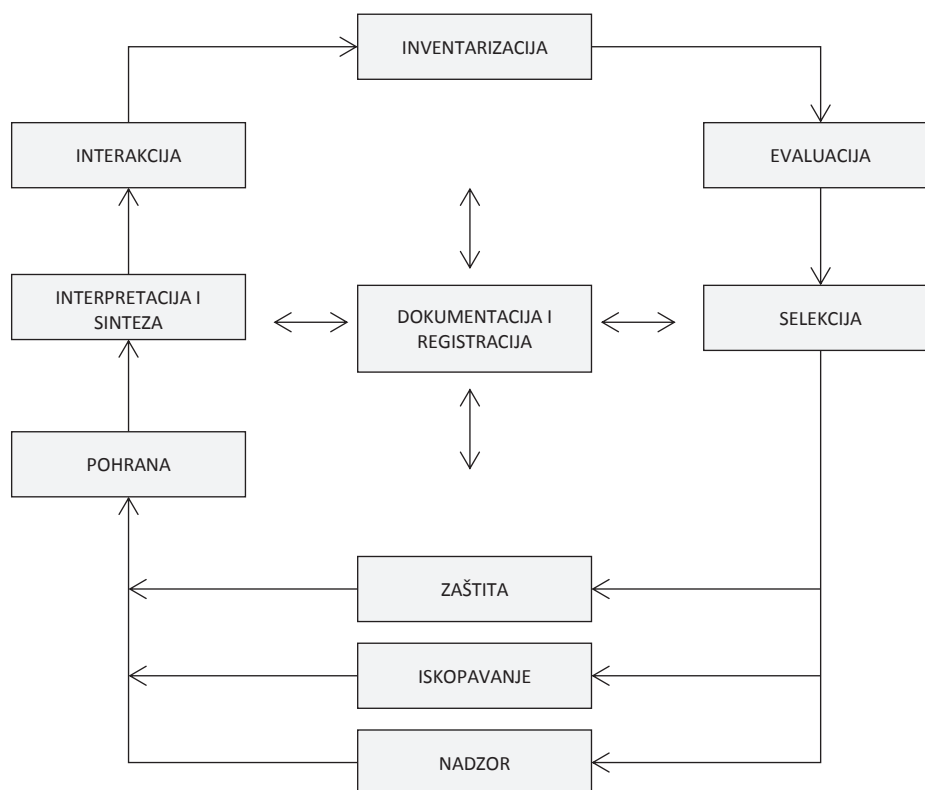 INVENTARIZACIJA
INTERAKCIJA
EVALUACIJA
INTERPRETACIJA I
SINTEZA
DOKUMENTACIJA I
REGISTRACIJA
SELEKCIJA
POHRANA
ZAŠTITA
ISKOPAVANJE
NADZOR